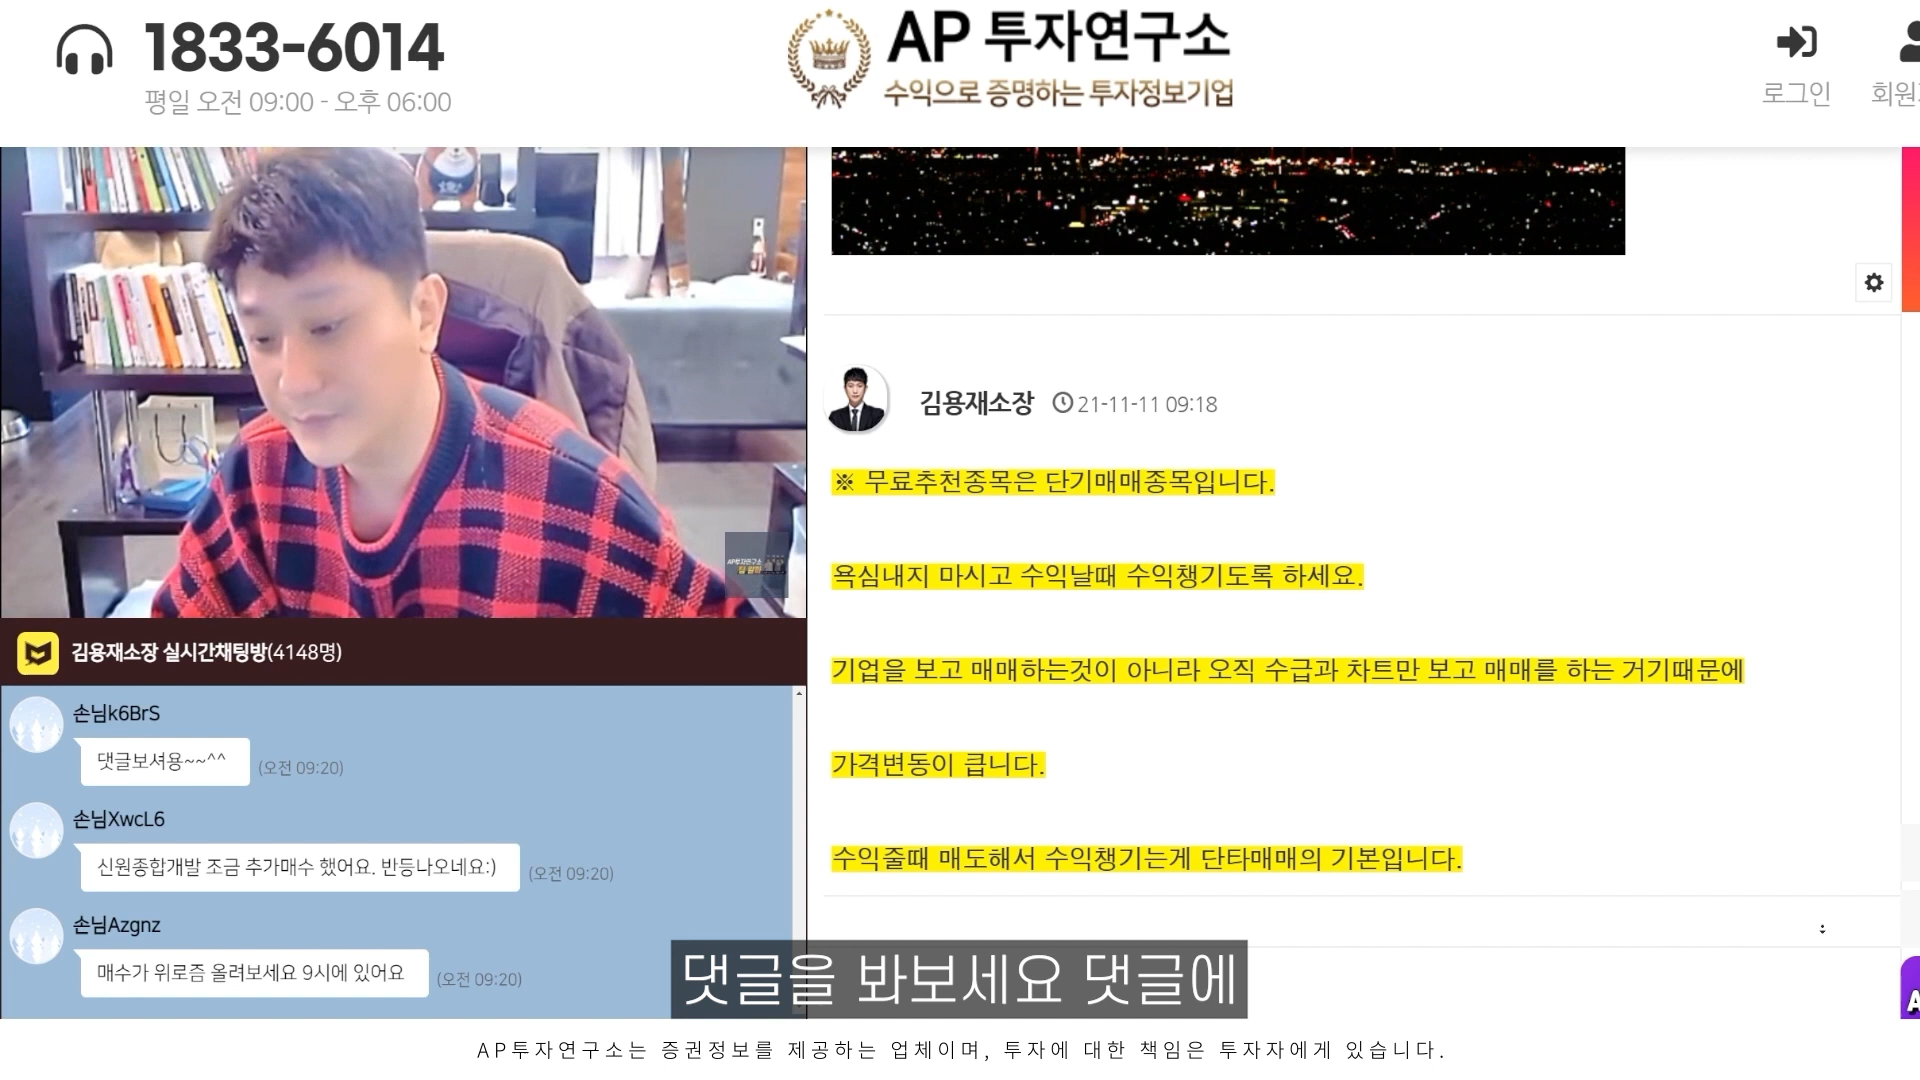 1833-6014
평일 오전 09:00 - 오후 06:00
AP 투자연구소
수익으로 증명하는 투자정보기업
로그인
회원
김용재소장 21-11-11 09:18
※ 무료추천종목은 단기매매종목입니다.
욕심내지 마시고 수익날때 수익챙기도록 하세요.
기업을 보고 매매하는것이 아니라 오직 수급과 차트만 보고 매매를 하는 거기때문에
가격변동이 큽니다.
수익줄때 매도해서 수익챙기는게 단타매매의 기본입니다.
AP투자연구소
김용재소장 실시간채팅방(4148명)
손님k6BrS
댓글보셔용~~^^ (오전 09:20)
손님XwcL6
신원종합개발 조금 추가매수 했어요. 반등나오네요:) (오전 09:20)
손님Azgnz
매수가 위로즘 올려보세요 9시에 있어요 (오전 09:20)
댓글을 봐보세요 댓글에
AP투자연구소는 증권정보를 제공하는 업체이며, 투자에 대한 책임은 투자자에게 있습니다.